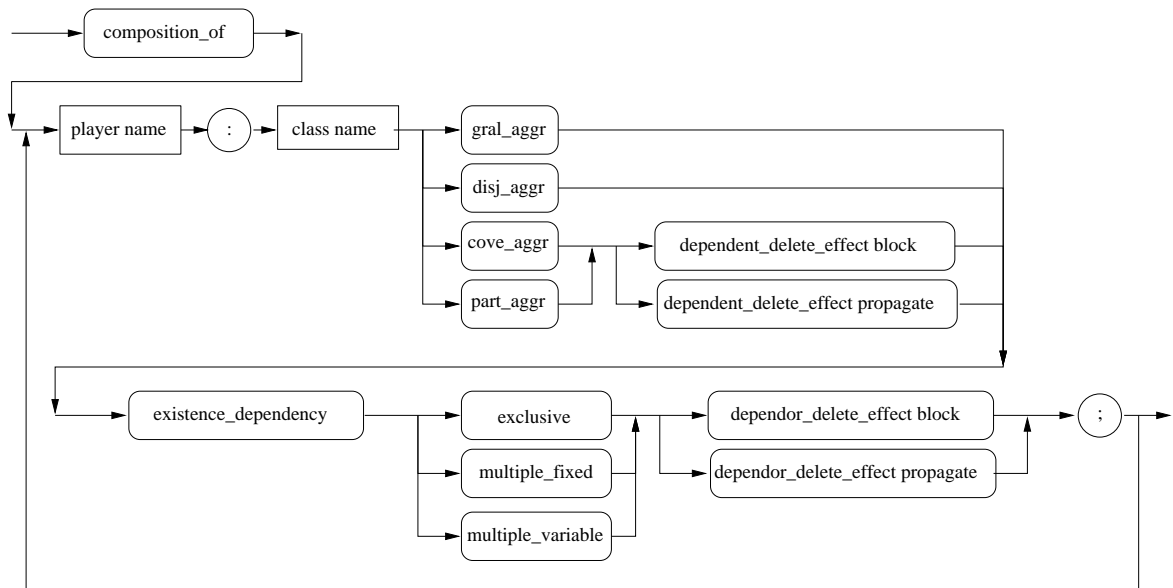 composition_of
player name
:
class name
gral_aggr
disj_aggr
cove_aggr
dependent_delete_effect block
part_aggr
dependent_delete_effect propagate
existence_dependency
exclusive
dependor_delete_effect block
;
multiple_fixed
dependor_delete_effect propagate
multiple_variable